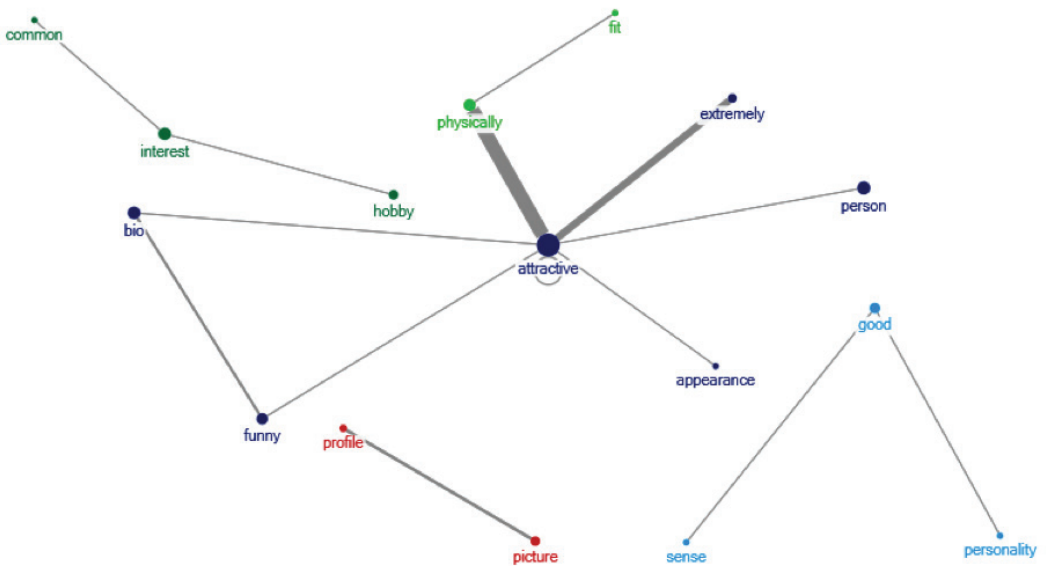 common
fit
physically
extremely
interest
hobby
person
bio
attractive
good
appearance
funny
profile
picture
sense
personality